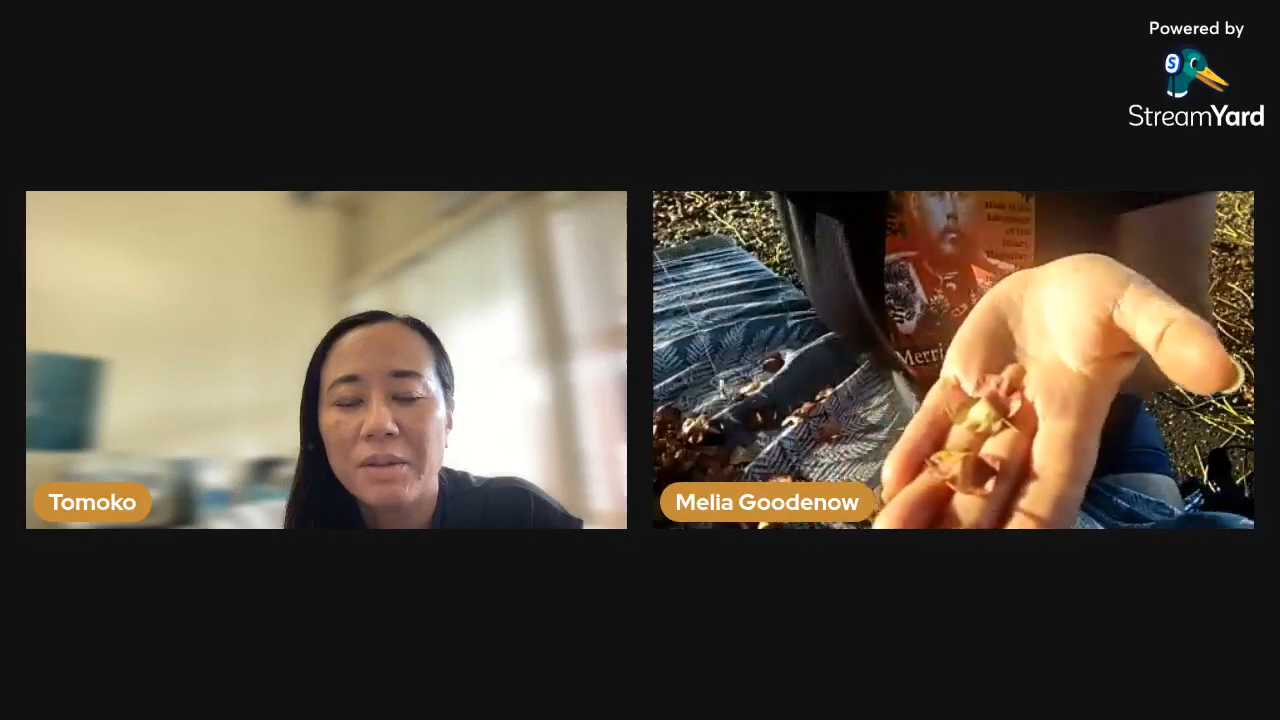 Powered by
S
StreamYard
Merri
Tomoko
Melia Goodenow